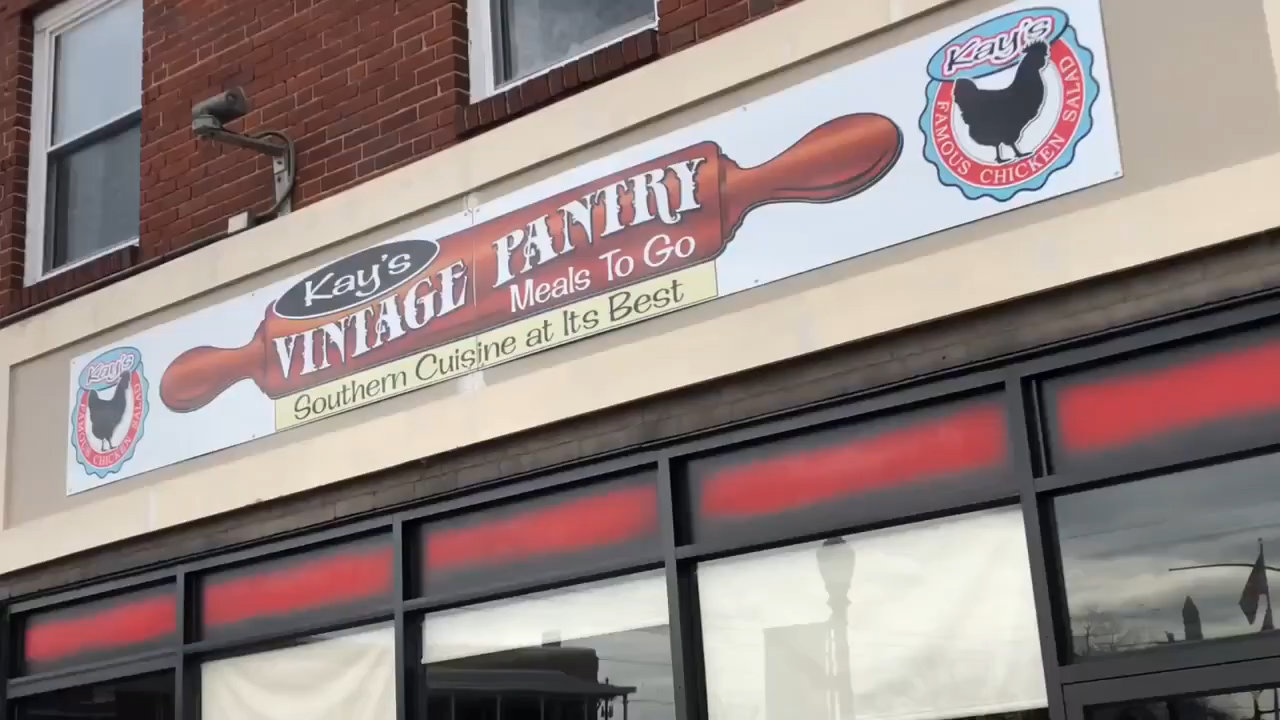 Kay's
FAMOUS CHICKEN SALAD
Kay's
VINTAGE PANTRY
Meals To Go
Southern Cuisine at Its Best
Kay's
FAMOUS CHICKEN SALAD